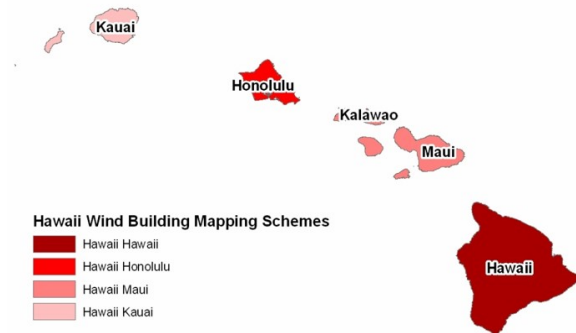 Kauai
Honolulu
Kalawao
Maui
Hawaii
Hawaii Wind Building Mapping Schemes
Hawaii Hawaii
Hawaii Honolulu
Hawaii Maui
Hawaii Kauai